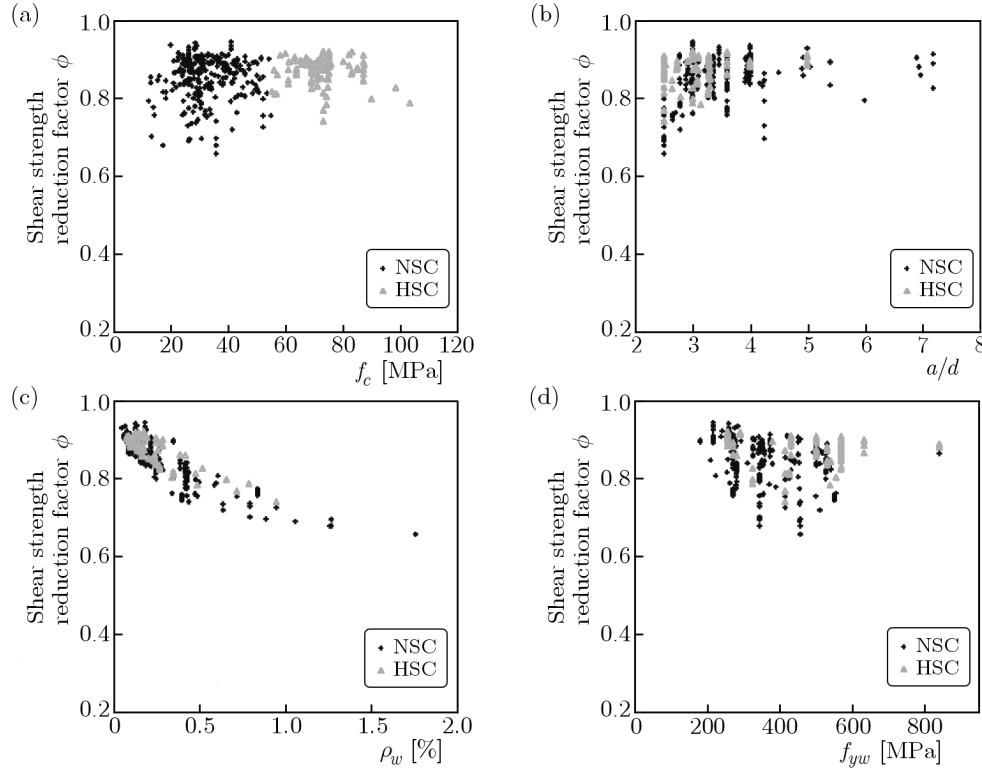 (a)
1.0
0.8
0.6
0.4
0.2
Shear strength
reduction factor ϕ
NSC
HSC
0 20 40 60 80 100 120
f_c [MPa]
(b)
1.0
0.8
0.6
0.4
0.2
Shear strength
reduction factor ϕ
NSC
HSC
2 3 4 5 6 7 8
a/d
(c)
1.0
0.8
0.6
0.4
0.2
Shear strength
reduction factor ϕ
NSC
HSC
0 0.5 1.0 1.5 2.0
ρ_w [%]
(d)
1.0
0.8
0.6
0.4
0.2
Shear strength
reduction factor ϕ
NSC
HSC
0 200 400 600 800
f_yw [MPa]